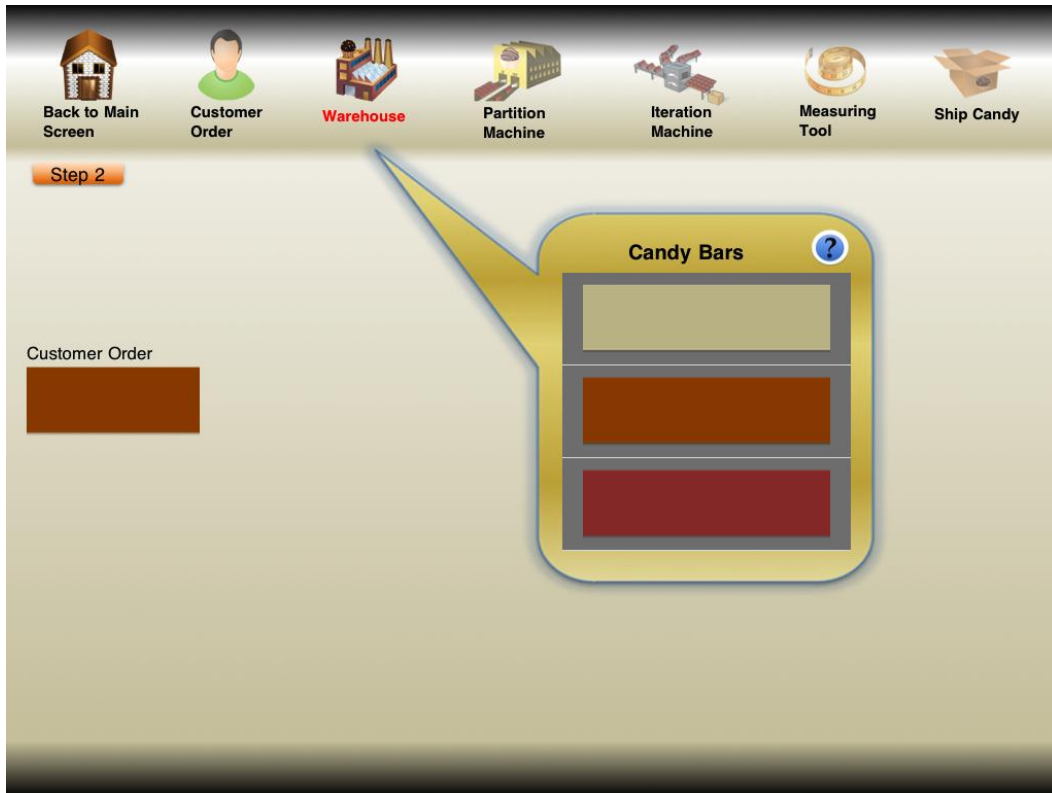 Back to Main
Screen
Customer
Order
Warehouse
Partition
Machine
Iteration
Machine
Measuring
Tool
Ship Candy
Step 2
Candy Bars
?
Customer Order